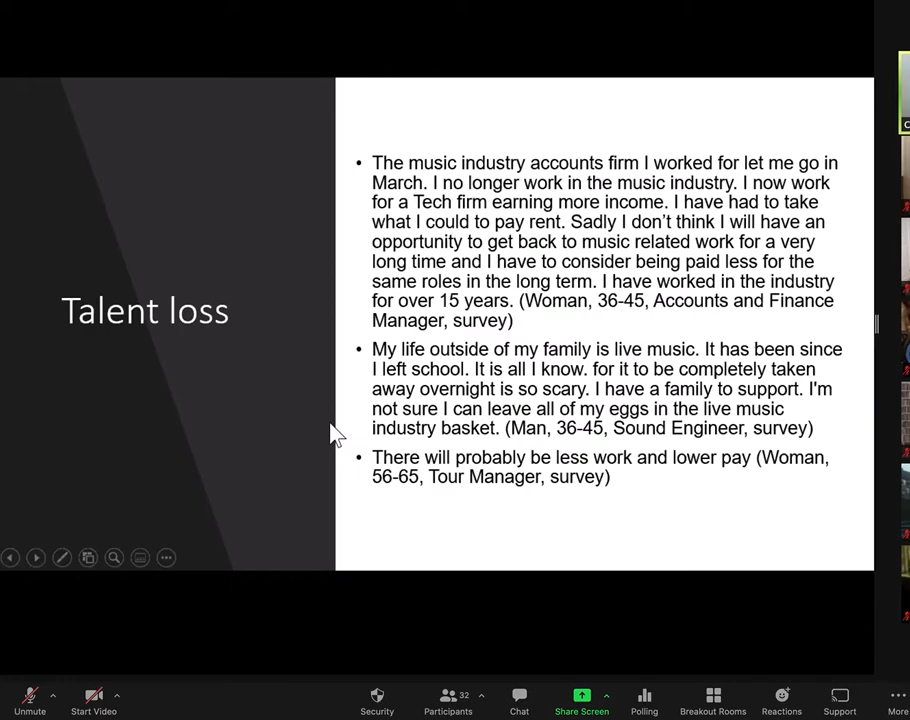 Talent loss
• The music industry accounts firm I worked for let me go in
March. I no longer work in the music industry. I now work
for a Tech firm earning more income. I have had to take
what I could to pay rent. Sadly I don’t think I will have an
opportunity to get back to music related work for a very
long time and I have to consider being paid less for the
same roles in the long term. I have worked in the industry
for over 15 years. (Woman, 36-45, Accounts and Finance
Manager, survey)
• My life outside of my family is live music. It has been since
I left school. It is all I know. for it to be completely taken
away overnight is so scary. I have a family to support. I'm
not sure I can leave all of my eggs in the live music
industry basket. (Man, 36-45, Sound Engineer, survey)
• There will probably be less work and lower pay (Woman,
56-65, Tour Manager, survey)
32
Unmute
Start Video
Security
Participants
Chat
Share Screen
Polling
Breakout Rooms
Reactions
Support
More